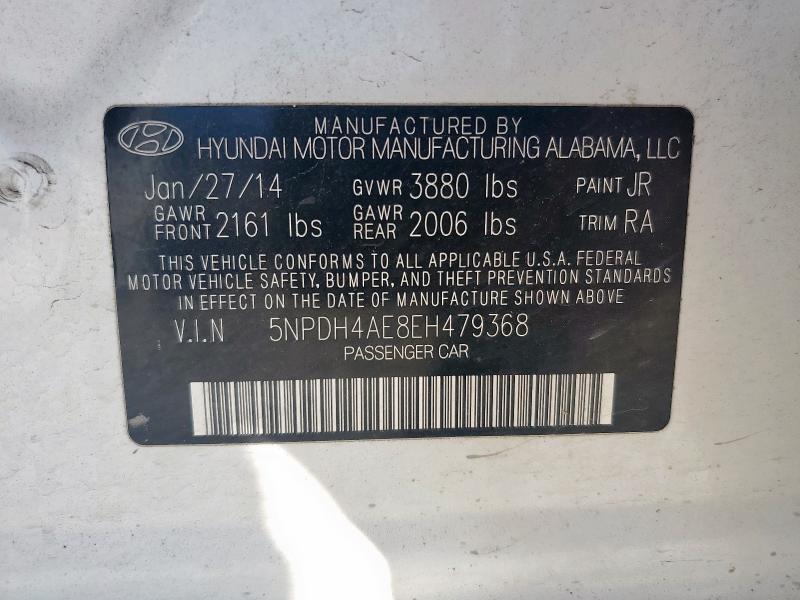 MANUFACTURED BY
HYUNDAI MOTOR MANUFACTURING ALABAMA, LLC
Jan/27/14 GVWR 3880 lbs PAINT JR
GAWR FRONT 2161 lbs GAWR REAR 2006 lbs TRIM RA
THIS VEHICLE CONFORMS TO ALL APPLICABLE U.S.A. FEDERAL
MOTOR VEHICLE SAFETY, BUMPER, AND THEFT PREVENTION STANDARDS
IN EFFECT ON THE DATE OF MANUFACTURE SHOWN ABOVE
V.I.N 5NPDH4AE8EH479368
PASSENGER CAR